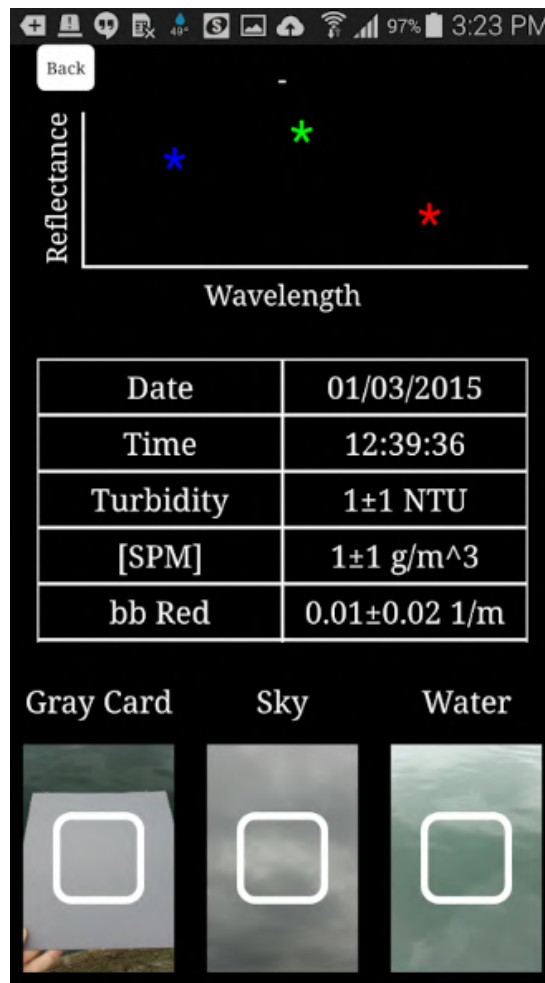 49°
97% 3:23 PM
Back
-
Reflectance
* * *
Wavelength
Date 01/03/2015
Time 12:39:36
Turbidity 1±1 NTU
[SPM] 1±1 g/m^3
bb Red 0.01±0.02 1/m
Gray Card Sky Water